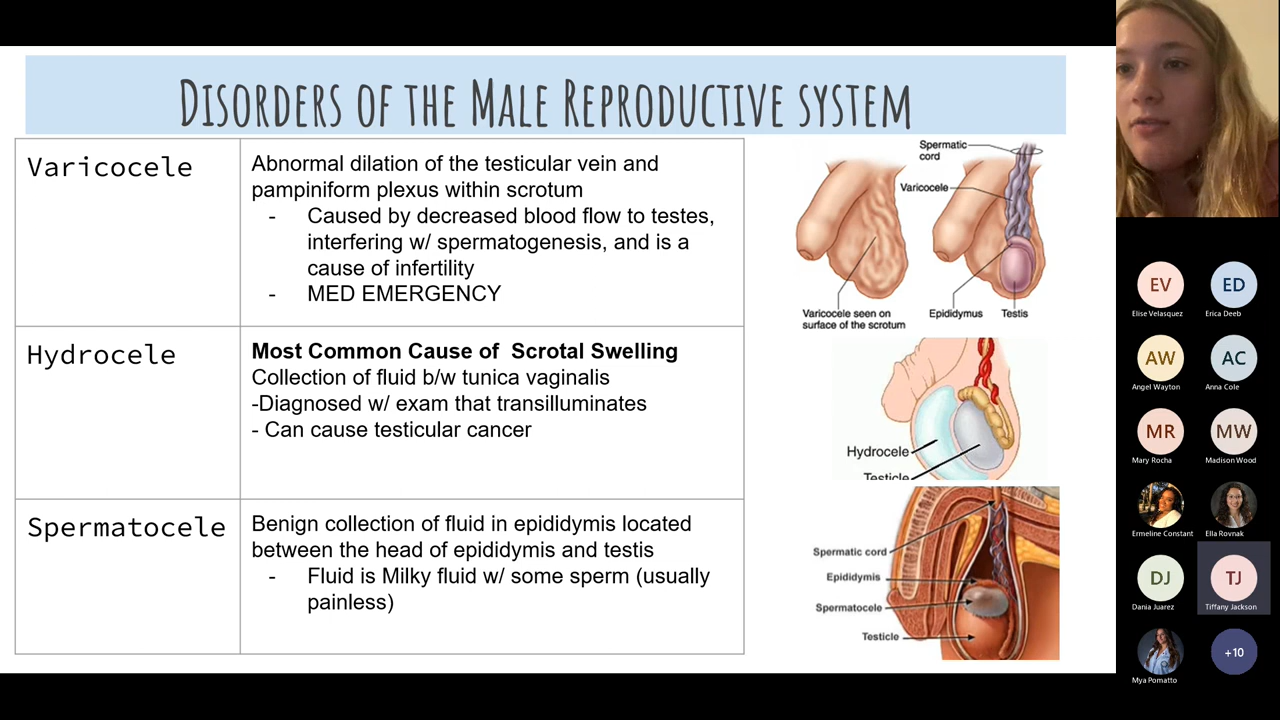 DISORDERS OF THE MALE REPRODUCTIVE SYSTEM
Varicocele
Abnormal dilation of the testicular vein and
pampiniform plexus within scrotum
- Caused by decreased blood flow to testes,
interfering w/ spermatogenesis, and is a
cause of infertility
- MED EMERGENCY
Spermatic
cord
Varicocele
Varicocele seen on
surface of the scrotum
Epididymus
Testis
Hydrocele
Most Common Cause of Scrotal Swelling
Collection of fluid b/w tunica vaginalis
-Diagnosed w/ exam that transilluminates
- Can cause testicular cancer
Hydrocele
Testicle
Spermatocele
Benign collection of fluid in epididymis located
between the head of epididymis and testis
- Fluid is Milky fluid w/ some sperm (usually
painless)
Spermatic cord
Epididymis
Spermatocele
Testicle
EV
Elise Velasquez
ED
Erica Deeb
AW
Angel Wayton
AC
Anna Cole
MR
Mary Rocha
MW
Madison Wood
Ermeline Constant
Ella Rovnak
DJ
Dania Juarez
TJ
Tiffany Jackson
Mya Pomatto
+10